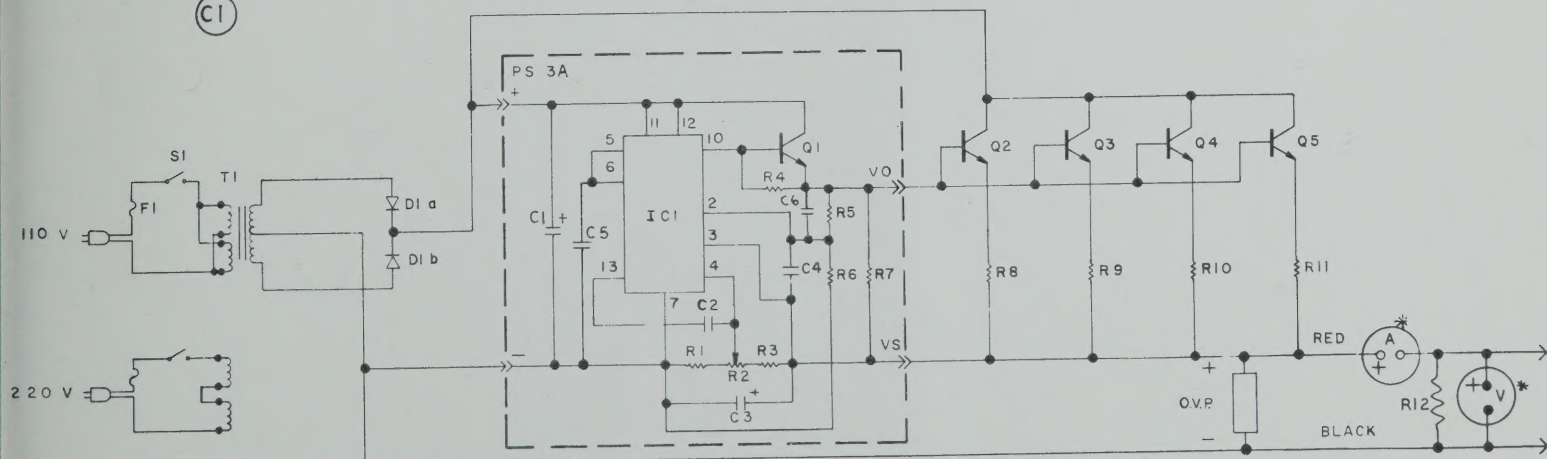 C1
PS 3A
+
11
12
5
10
Q1
Q2
Q3
Q4
Q5
6
S1
T1
R4
VO
F1
D1 a
C6
R5
2
IC1
C1 +
C5
110 V
3
D1 b
C4
R6
R7
R8
R9
R10
R11
13
4
C2
7
*
R1
R3
VS
RED
A
−
R2
+
+
220 V
+
C3
O.V.P.
R12
+
V
*
−
BLACK